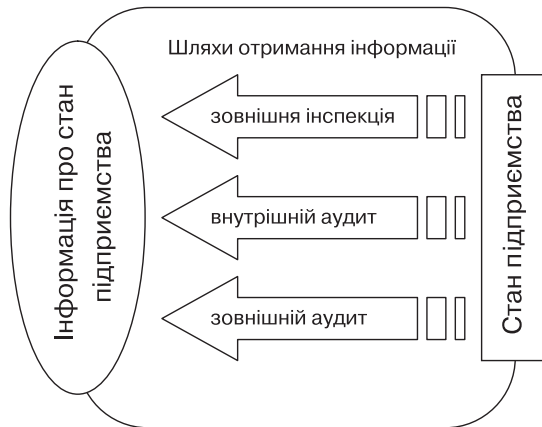 Шляхи отримання інформації
Інформація про стан
підприємства
зовнішня інспекція
внутрішній аудит
зовнішній аудит
Стан підприємства